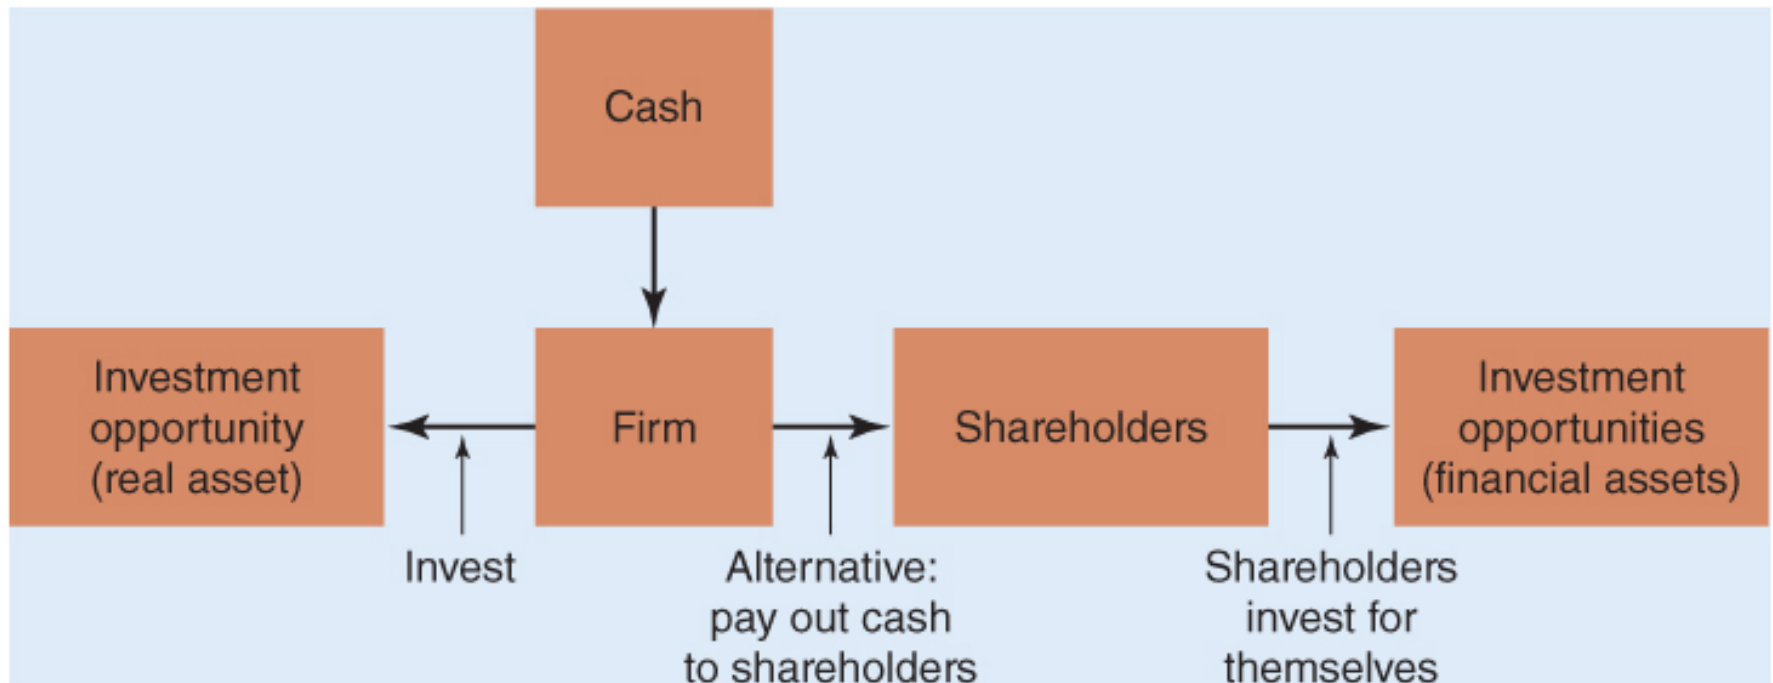 Cash
Investment
opportunity
(real asset)
Firm
Shareholders
Investment
opportunities
(financial assets)
Invest
Alternative:
pay out cash
to shareholders
Shareholders
invest for
themselves